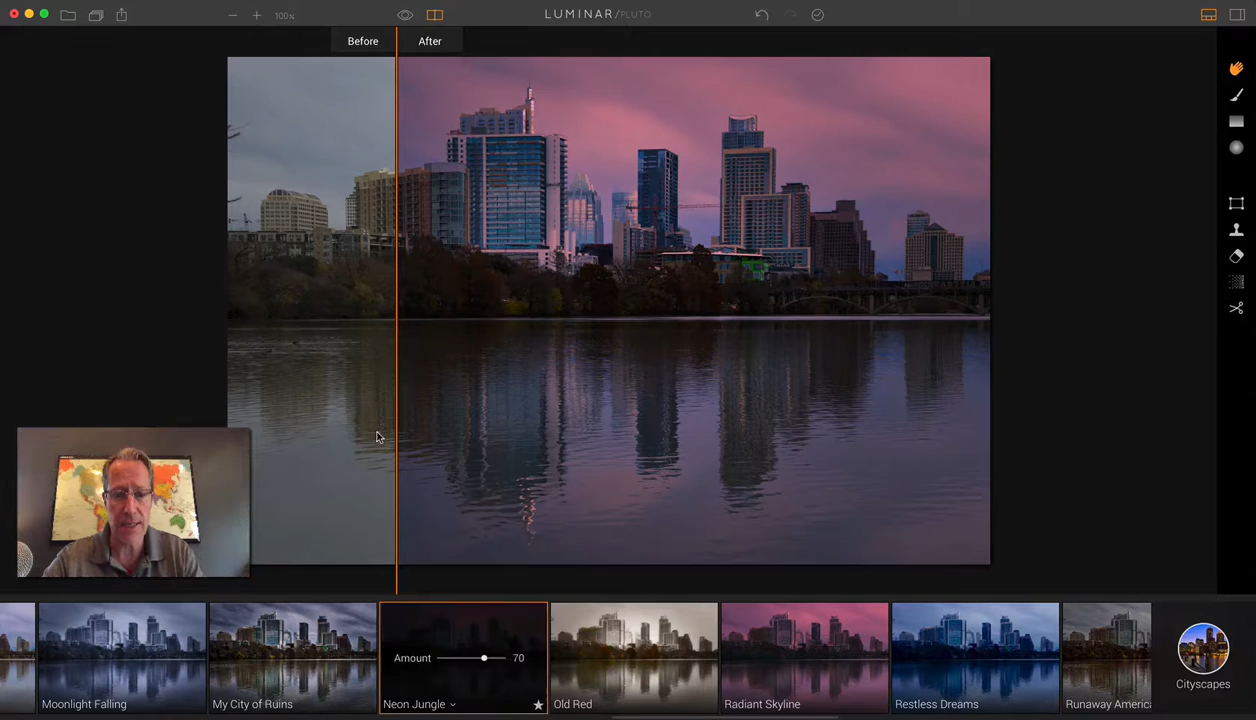 100%
LUMINAR/PLUTO
Before
After
Amount
70
Moonlight Falling
My City of Ruins
Neon Jungle
Old Red
Radiant Skyline
Restless Dreams
Runaway America
Cityscapes